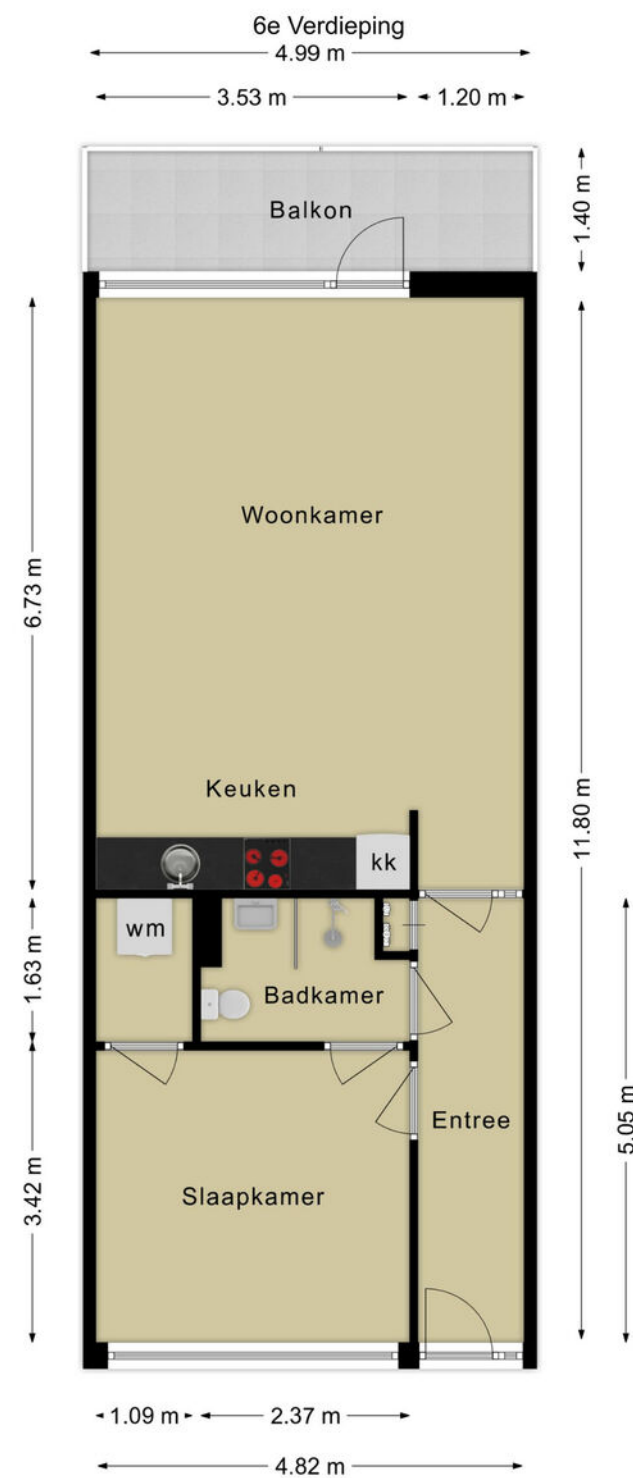 6e Verdieping
4.99 m
3.53 m
1.20 m
Balkon
1.40 m
Woonkamer
6.73 m
11.80 m
Keuken
kk
wm
1.63 m
Badkamer
Entree
5.05 m
3.42 m
Slaapkamer
1.09 m
2.37 m
4.82 m